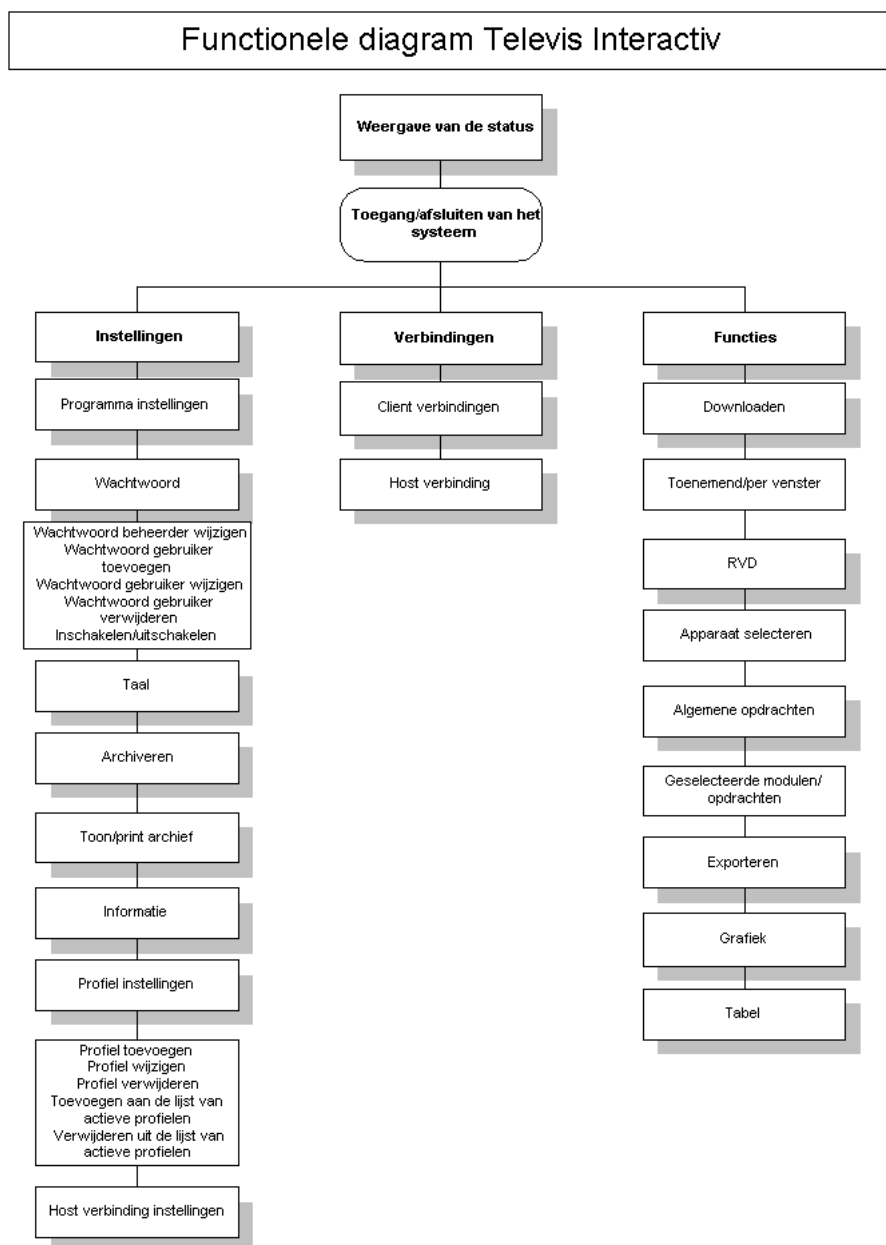 Functionele diagram Televis Interactiv
Weergave van de status
Toegang/afsluiten van het
systeem
Instellingen
Programma instellingen
Wachtwoord
Wachtwoord beheerder wijzigen
Wachtwoord gebruiker
toevoegen
Wachtwoord gebruiker wijzigen
Wachtwoord gebruiker
verwijderen
Inschakelen/uitschakelen
Taal
Archiveren
Toon/print archief
Informatie
Profiel instellingen
Profiel toevoegen
Profiel wijzigen
Profiel verwijderen
Toevoegen aan de lijst van
actieve profielen
Verwijderen uit de lijst van
actieve profielen
Host verbinding instellingen
Verbindingen
Client verbindingen
Host verbinding
Functies
Downloaden
Toenemend/per venster
RVD
Apparaat selecteren
Algemene opdrachten
Geselecteerde modulen/
opdrachten
Exporteren
Grafiek
Tabel